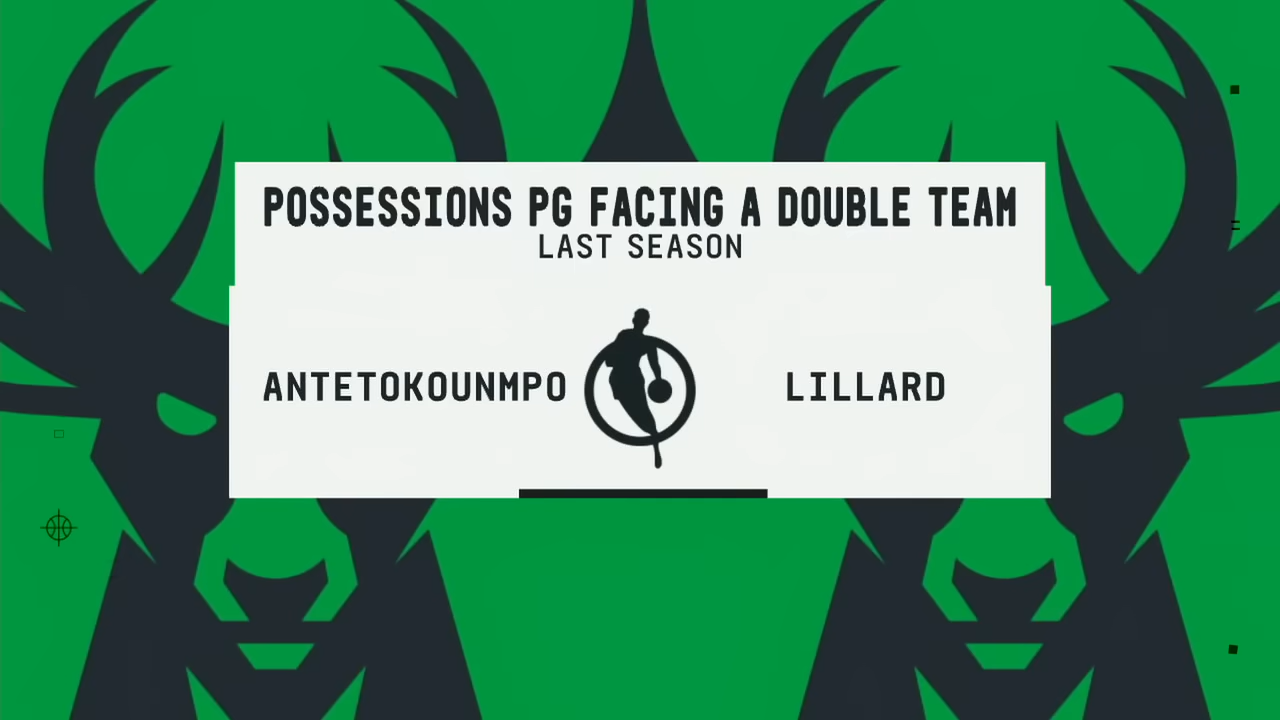 POSSESSIONS PG FACING A DOUBLE TEAM
LAST SEASON
ANTETOKOUNMPO
LILLARD